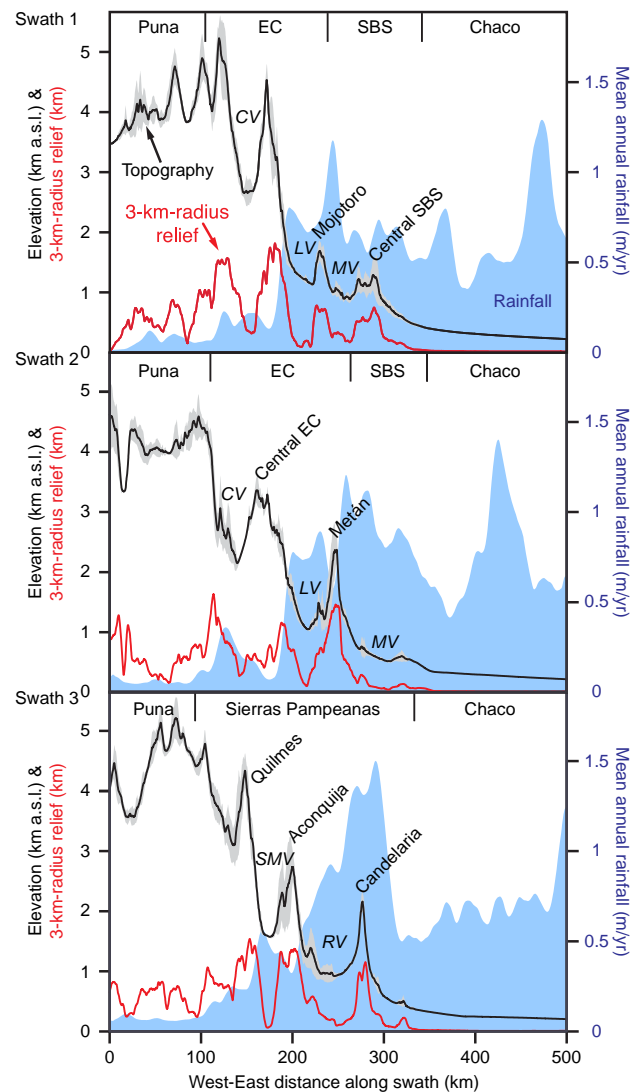 Swath 1
Puna
EC
SBS
Chaco
Elevation (km a.s.l.) &
3-km-radius relief (km)
5
4
3
2
1
0
CV
Topography
3-km-radius
relief
LV
Mojotoro
MV
Central SBS
Rainfall
1.5
1
0.5
0
Mean annual
rainfall (m/yr)
Swath 2
Puna
EC
SBS
Chaco
Elevation (km a.s.l.) &
3-km-radius relief (km)
5
4
3
2
1
0
CV
Central EC
LV
Metán
MV
1.5
1
0.5
0
Mean annual
rainfall (m/yr)
Swath 3
Puna
Sierras Pampeanas
Chaco
Elevation (km a.s.l.) &
3-km-radius relief (km)
5
4
3
2
1
0
Quilmes
SMV
Aconquija
RV
Candelaria
1.5
1
0.5
0
Mean annual
rainfall (m/yr)
0 100 200 300 400 500
West-East distance along swath (km)